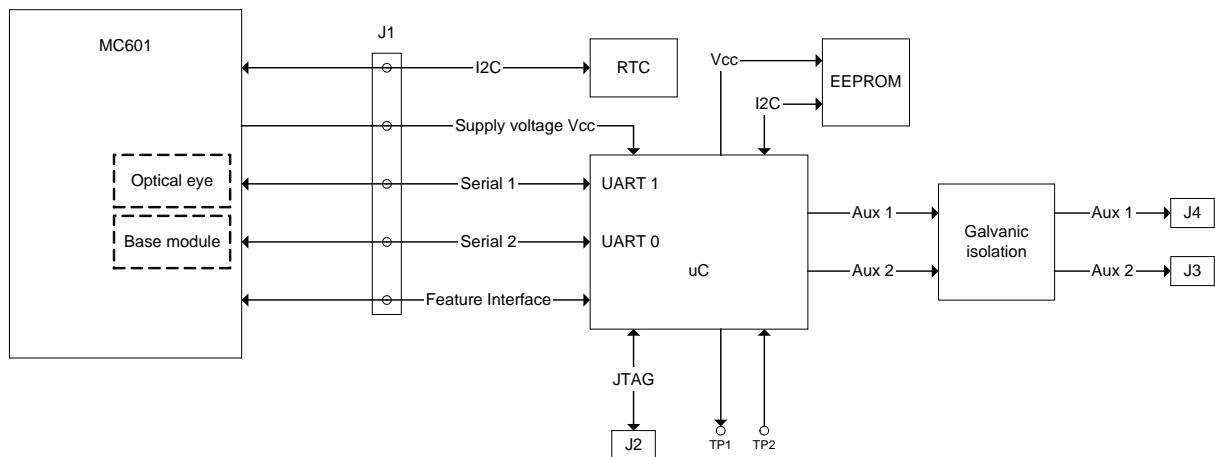 MC601
J1
I2C
RTC
Vcc
EEPROM
I2C
Supply voltage Vcc
Optical eye
Serial 1
UART 1
Base module
Serial 2
UART 0
uC
Feature Interface
Aux 1
Aux 2
Galvanic
isolation
Aux 1
J4
Aux 2
J3
JTAG
J2
TP1
TP2